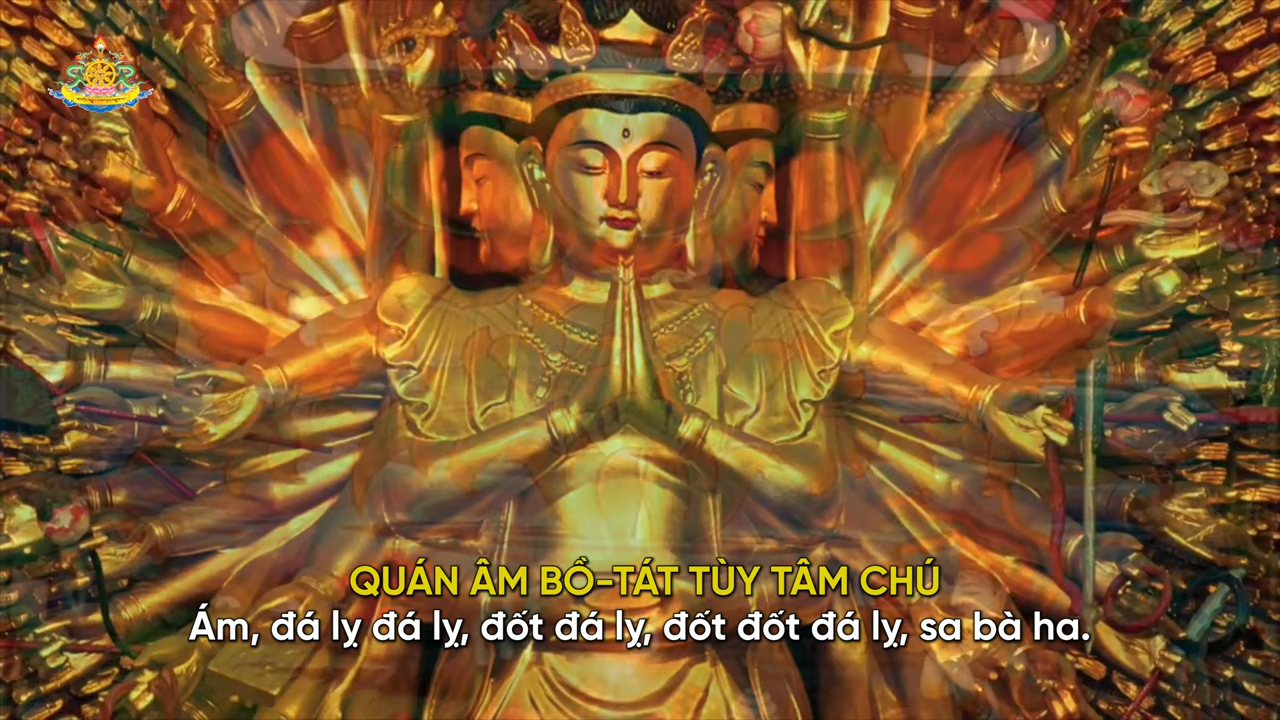 QUÁN ÂM BỒ-TÁT TÙY TÂM CHÚ
Ám, đá lỵ đá lỵ, đốt đá lỵ, đốt đốt đá lỵ, sa bà ha.